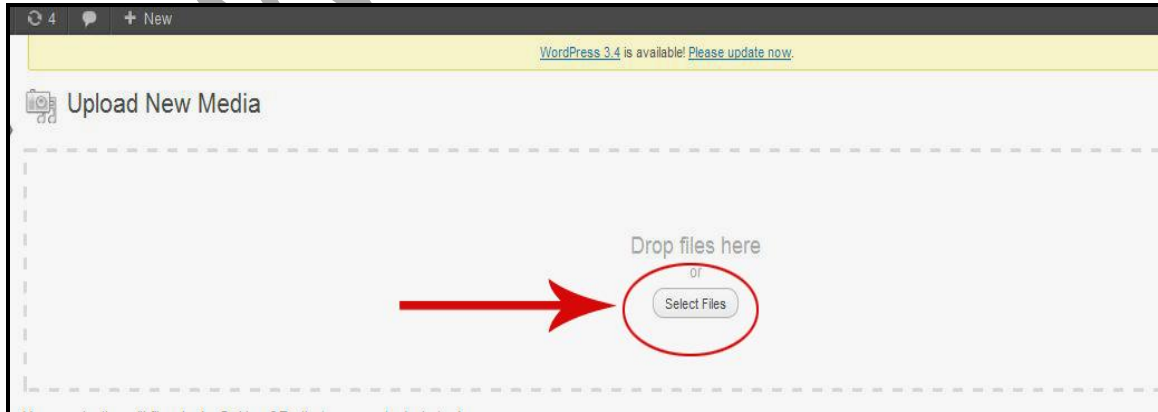 4 + New
WordPress 3.4 is available! Please update now.
Upload New Media
Drop files here
or
Select Files